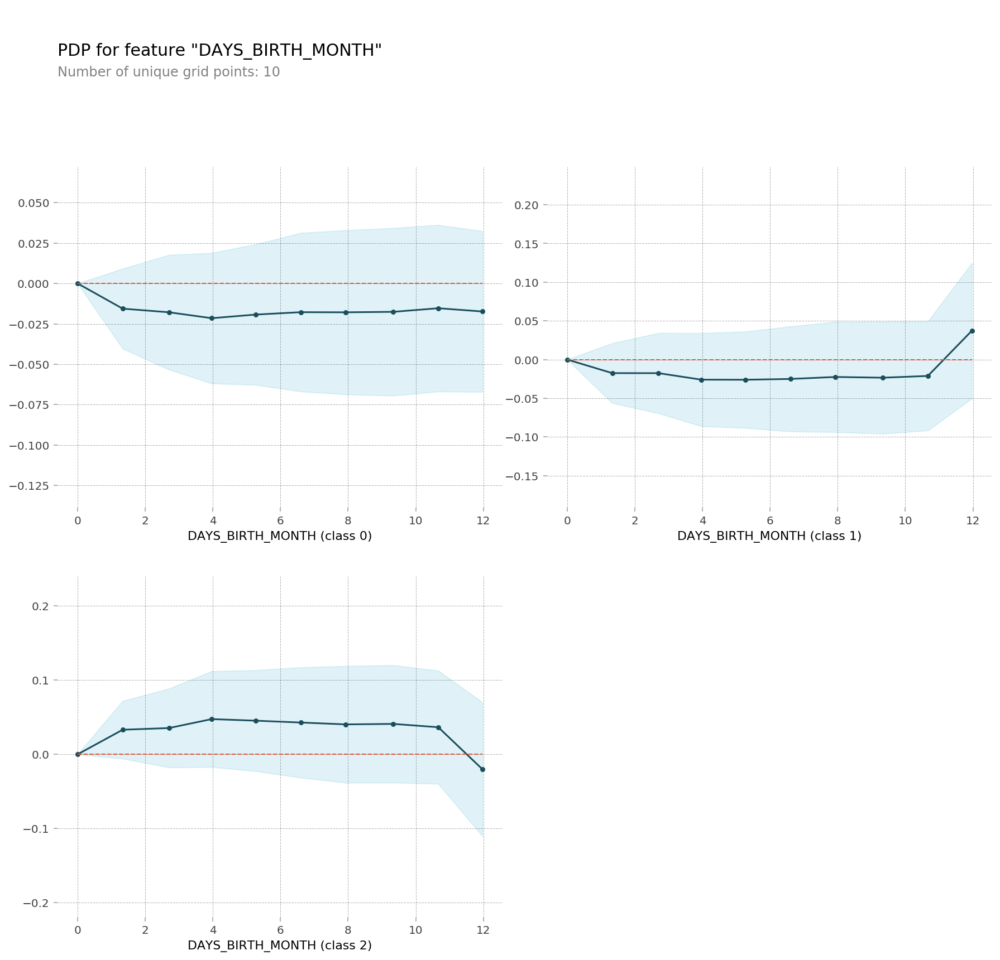 PDP for feature "DAYS_BIRTH_MONTH"
Number of unique grid points: 10
0.050
0.025
0.000
−0.025
−0.050
−0.075
−0.100
−0.125
0 2 4 6 8 10 12
DAYS_BIRTH_MONTH (class 0)
0.20
0.15
0.10
0.05
0.00
−0.05
−0.10
−0.15
0 2 4 6 8 10 12
DAYS_BIRTH_MONTH (class 1)
0.2
0.1
0.0
−0.1
−0.2
0 2 4 6 8 10 12
DAYS_BIRTH_MONTH (class 2)